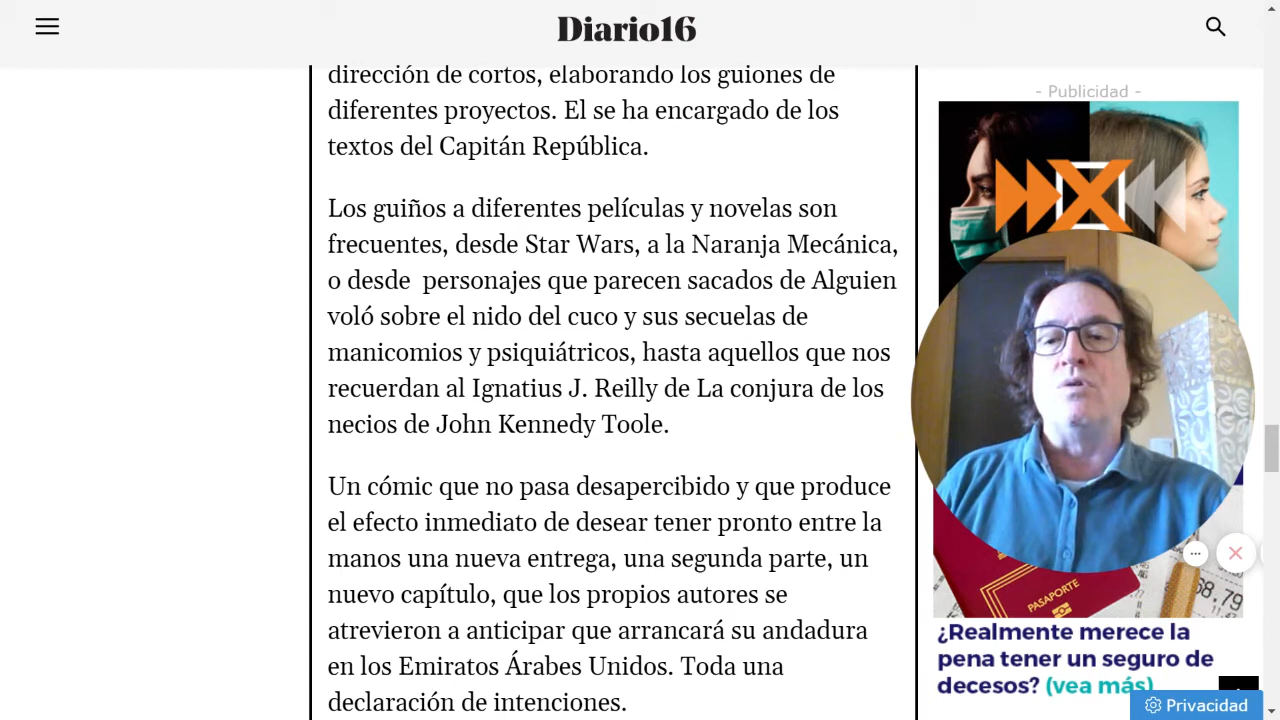 Diario16
dirección de cortos, elaborando los guiones de
diferentes proyectos. El se ha encargado de los
textos del Capitán República.
Los guiños a diferentes películas y novelas son
frecuentes, desde Star Wars, a la Naranja Mecánica,
o desde  personajes que parecen sacados de Alguien
voló sobre el nido del cuco y sus secuelas de
manicomios y psiquiátricos, hasta aquellos que nos
recuerdan al Ignatius J. Reilly de La conjura de los
necios de John Kennedy Toole.
Un cómic que no pasa desapercibido y que produce
el efecto inmediato de desear tener pronto entre la
manos una nueva entrega, una segunda parte, un
nuevo capítulo, que los propios autores se
atrevieron a anticipar que arrancará su andadura
en los Emiratos Árabes Unidos. Toda una
declaración de intenciones.
- Publicidad -
PASAPORTE
68,79
¿Realmente merece la
pena tener un seguro de
decesos? (vea más)
Privacidad